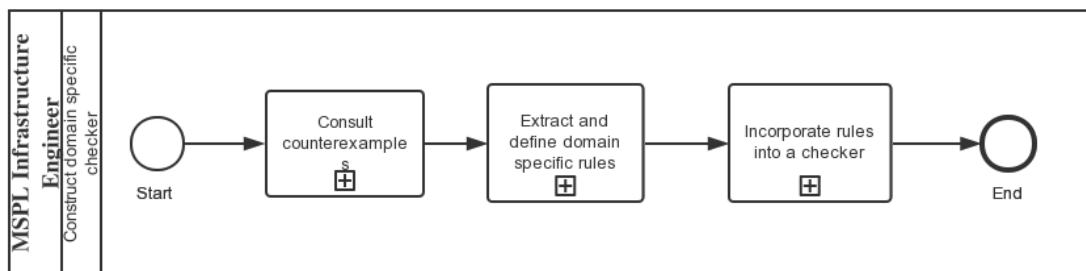 MSPL Infrastructure
Engineer
Construct domain specific
checker
Start
Consult
counterexample
s
Extract and
define domain
specific rules
Incorporate rules
into a checker
End